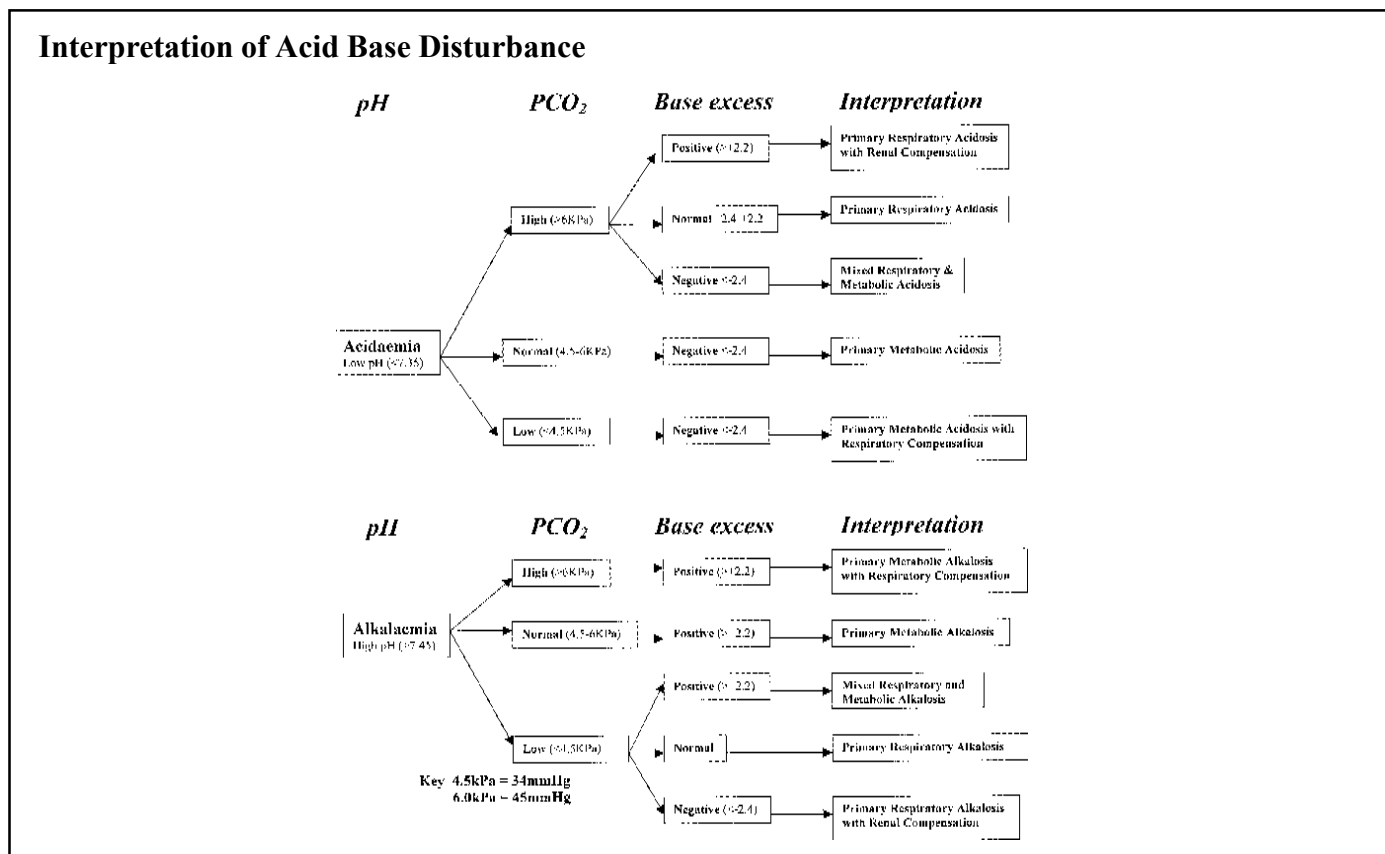 Interpretation of Acid Base Disturbance
pH PCO2 Base excess Interpretation
Positive (>+2.2)
Primary Respiratory Acidosis
with Renal Compensation
High (>6KPa)
Normal -2.4-+2.2
Primary Respiratory Acidosis
Negative <-2.4
Mixed Respiratory &
Metabolic Acidosis
Acidaemia
Low pH (<7.35)
Normal (4.5-6KPa)
Negative <-2.4
Primary Metabolic Acidosis
Low (<4.5KPa)
Negative <-2.4
Primary Metabolic Acidosis with
Respiratory Compensation
pH PCO2 Base excess Interpretation
High (>6KPa)
Positive (>+2.2)
Primary Metabolic Alkalosis
with Respiratory Compensation
Alkalaemia
High pH (>7.45)
Normal (4.5-6KPa)
Positive (>+2.2)
Primary Metabolic Alkalosis
Positive (>+2.2)
Mixed Respiratory and
Metabolic Alkalosis
Low (<4.5KPa)
Normal
Primary Respiratory Alkalosis
Negative (<-2.4)
Primary Respiratory Alkalosis
with Renal Compensation
Key 4.5kPa = 34mmHg
6.0kPa = 45mmHg